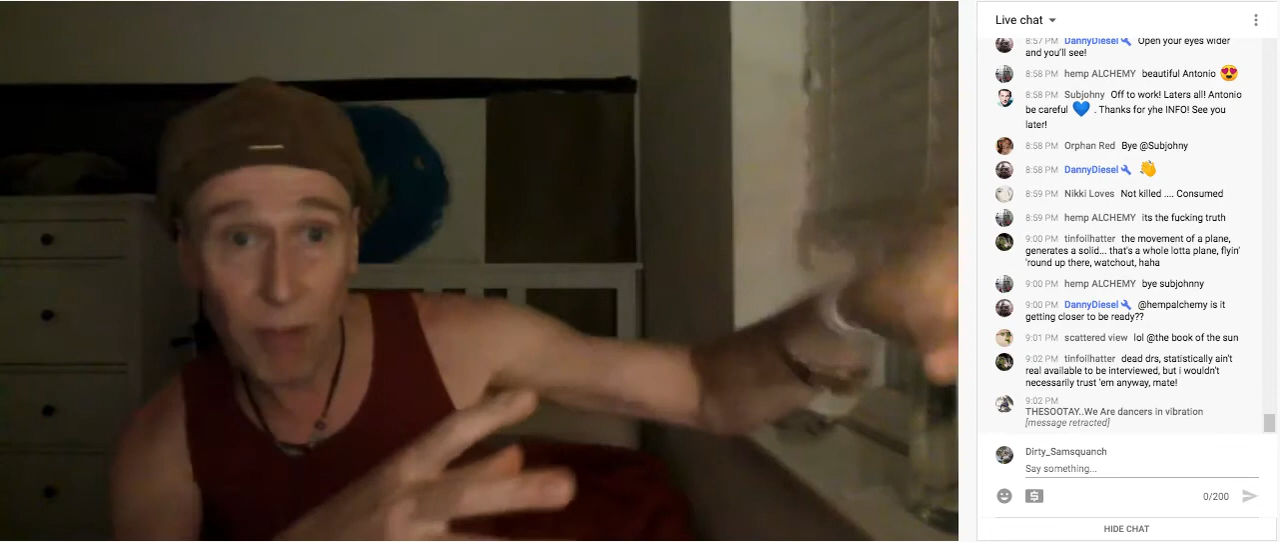 Live chat
8:57 PM DannyDiesel Open your eyes wider
and you'll see!
8:58 PM hemp ALCHEMY beautiful Antonio
8:58 PM Subjohny Off to work! Laters all! Antonio
be careful . Thanks for yhe INFO! See you
later!
8:58 PM Orphan Red Bye @Subjohny
8:58 PM DannyDiesel
8:59 PM Nikki Loves Not killed .... Consumed
8:59 PM hemp ALCHEMY its the fucking truth
9:00 PM tinfoilhatter the movement of a plane,
generates a solid... that's a whole lotta plane, flyin'
'round up there, watchout, haha
9:00 PM hemp ALCHEMY bye subjohnny
9:00 PM DannyDiesel @hempalchemy is it
getting closer to be ready??
9:01 PM scattered view lol @the book of the sun
9:02 PM tinfoilhatter dead drs, statistically ain't
real available to be interviewed, but i wouldn't
necessarily trust 'em anyway, mate!
9:02 PM
THESOOTAY..We Are dancers in vibration
[message retracted]
Dirty_Samsquanch
Say something...
0/200
HIDE CHAT